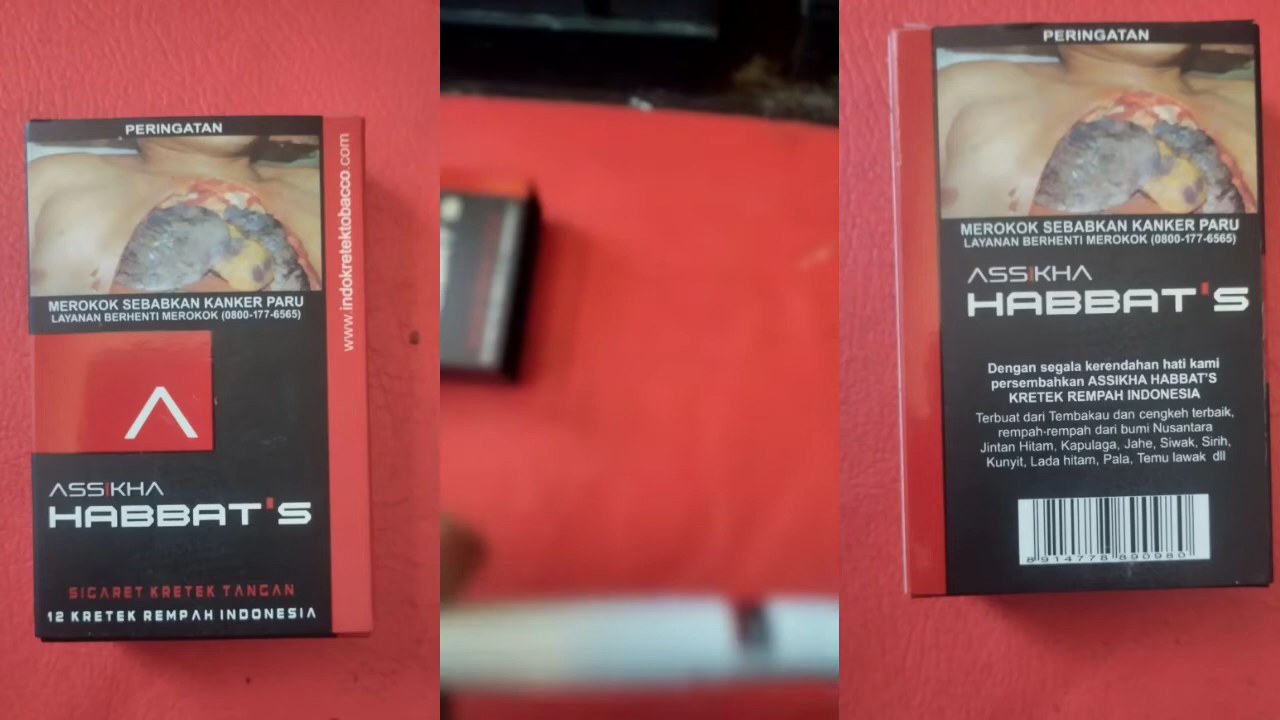 PERINGATAN
MEROKOK SEBABKAN KANKER PARU
LAYANAN BERHENTI MEROKOK (0800-177-6565)
www.indokretektobacco.com
ASSIKHA
HABBAT'S
SIGARET KRETEK TANGAN
12 KRETEK REMPAH INDONESIA
PERINGATAN
MEROKOK SEBABKAN KANKER PARU
LAYANAN BERHENTI MEROKOK (0800-177-6565)
ASSIKHA
HABBAT'S
Dengan segala kerendahan hati kami
persembahkan ASSIKHA HABBAT'S
KRETEK REMPAH INDONESIA
Terbuat dari Tembakau dan cengkeh terbaik,
rempah-rempah dari bumi Nusantara
Jintan Hitam, Kapulaga, Jahe, Siwak, Sirih,
Kunyit, Lada hitam, Pala, Temu lawak dll
8 914778 890980